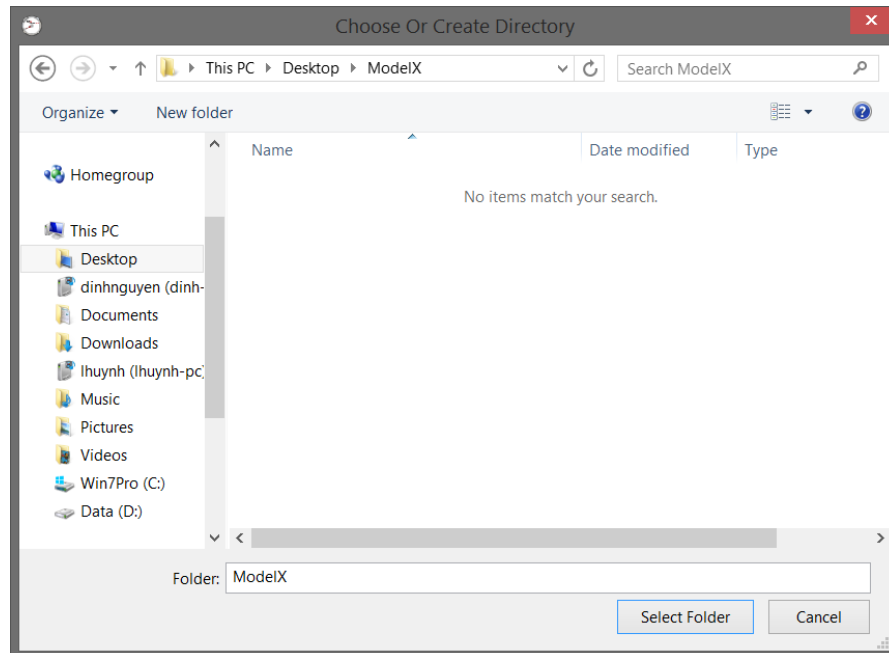 Choose Or Create Directory
This PC Desktop ModelX
Search ModelX
Organize
New folder
Name
Date modified
Type
No items match your search.
Homegroup
This PC
Desktop
dinhnguyen (dinh-
Documents
Downloads
lhuynh (lhuynh-pc)
Music
Pictures
Videos
Win7Pro (C:)
Data (D:)
Folder: ModelX
Select Folder
Cancel